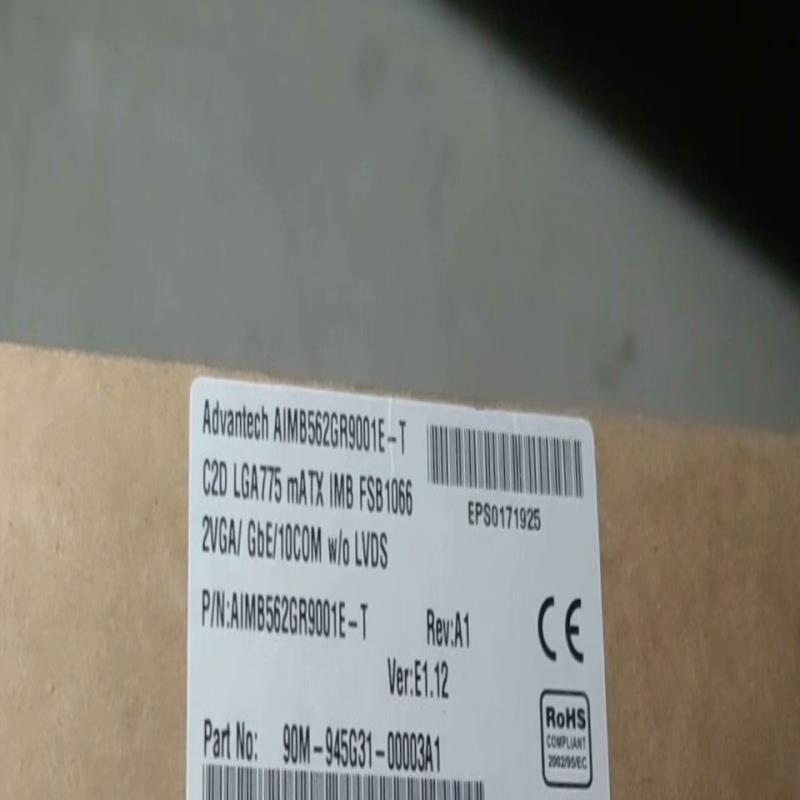 Advantech AIMB562GR9001E-T
C2D LGA775 mATX IMB FSB1066
2VGA/ GbE/10COM w/o LVDS
EPS0171925
P/N:AIMB562GR9001E-T Rev:A1
Ver:E1.12
CE
Part No: 90M-945G31-00003A1
RoHS
COMPLIANT
2002/95/EC